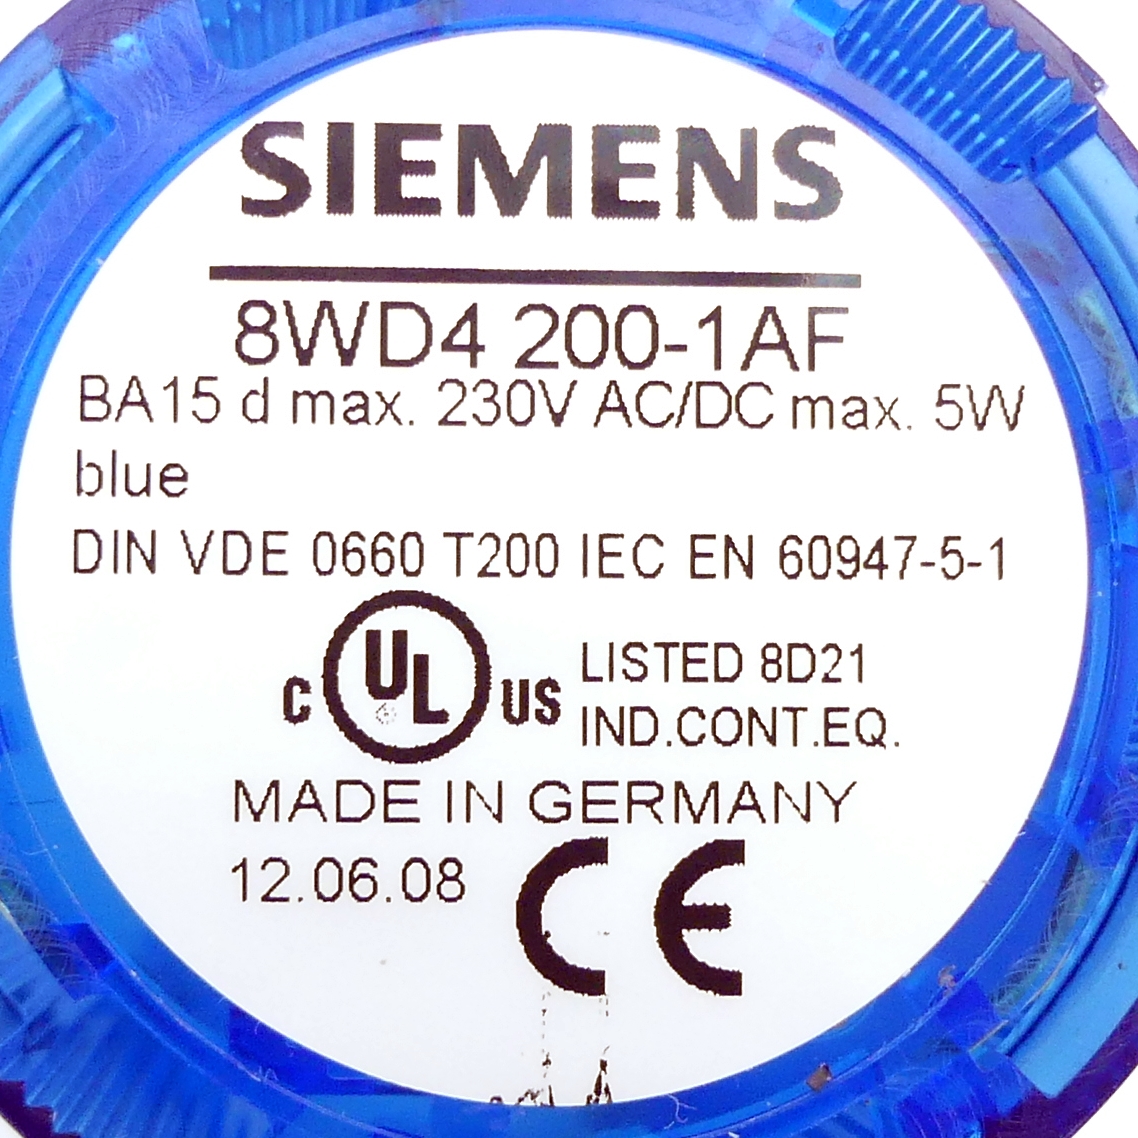 SIEMENS
8WD4 200-1AF
BA15 d max. 230V AC/DC max. 5W
blue
DIN VDE 0660 T200 IEC EN 60947-5-1
C UL US LISTED 8D21
IND.CONT.EQ.
MADE IN GERMANY
12.06.08 CE